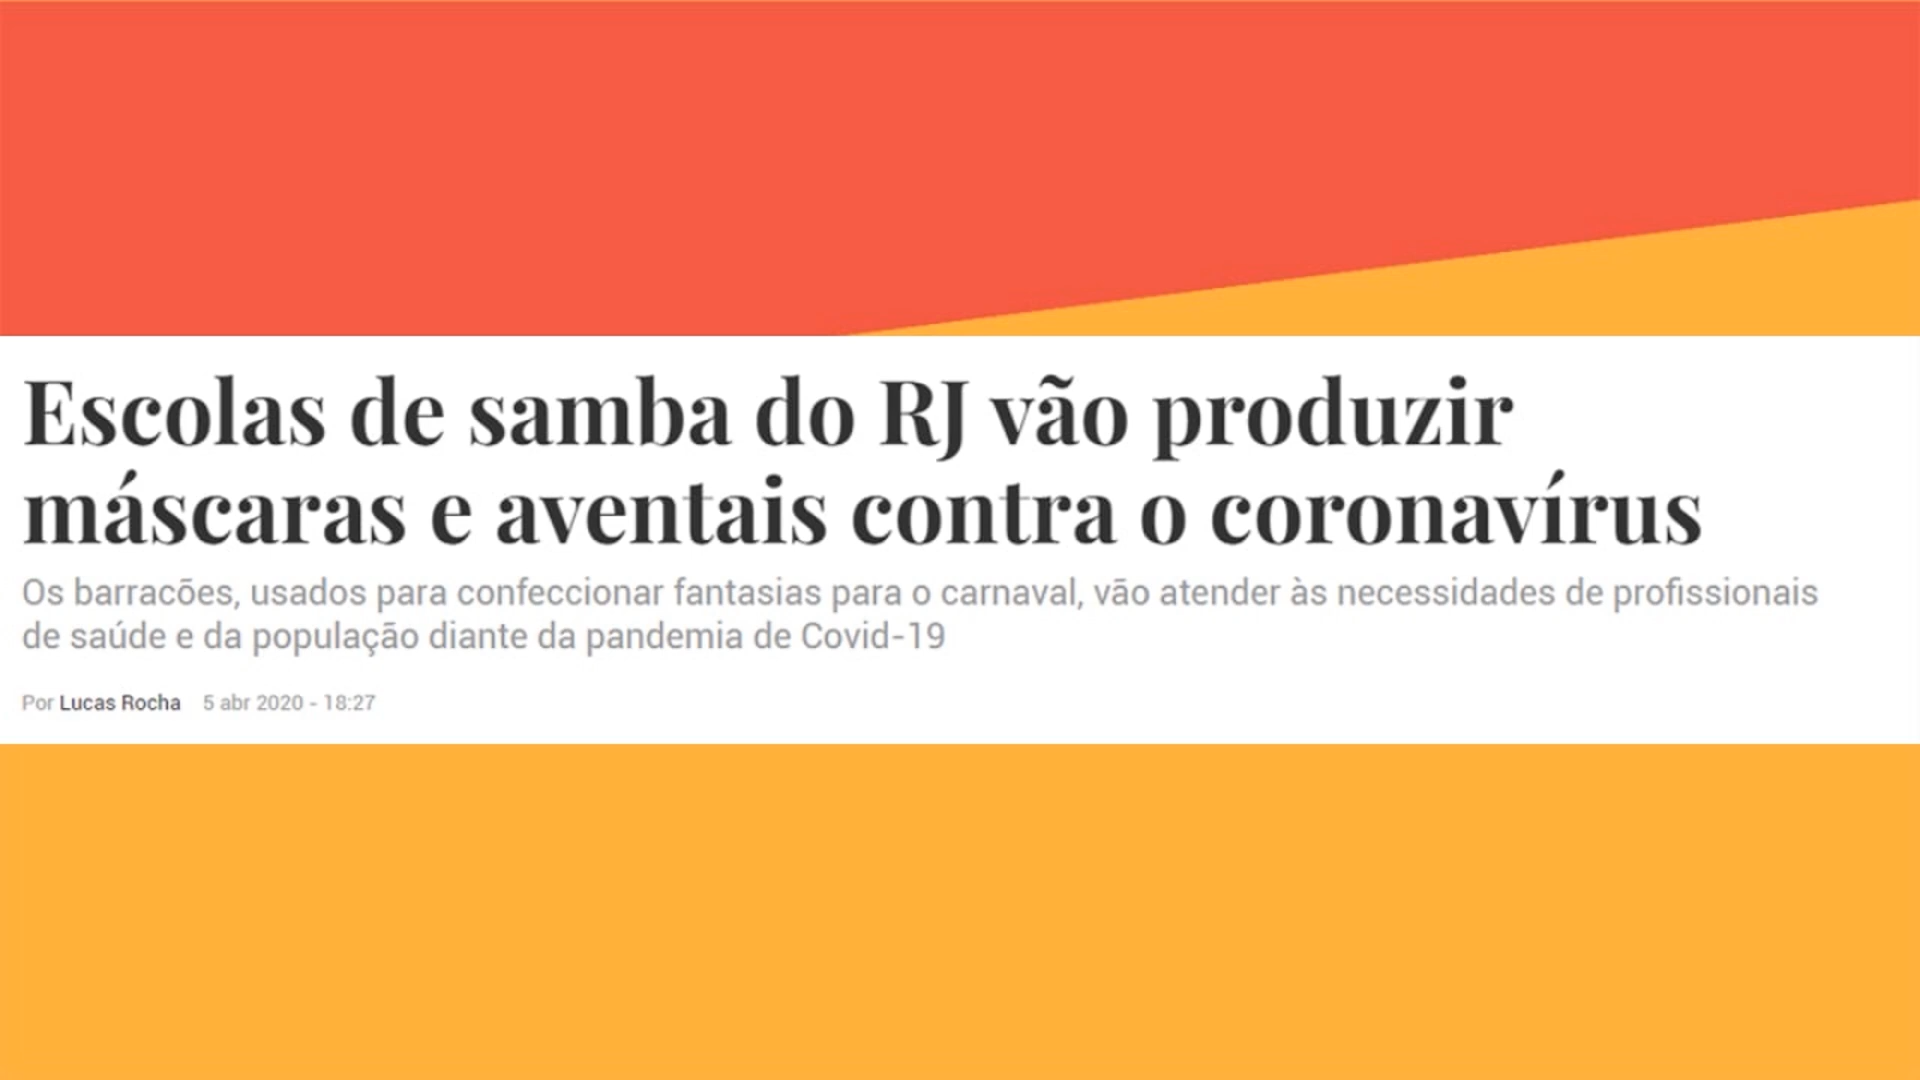 Escolas de samba do RJ vão produzir
máscaras e aventais contra o coronavírus
Os barracões, usados para confeccionar fantasias para o carnaval, vão atender às necessidades de profissionais
de saúde e da população diante da pandemia de Covid-19
Por Lucas Rocha 5 abr 2020 - 18:27